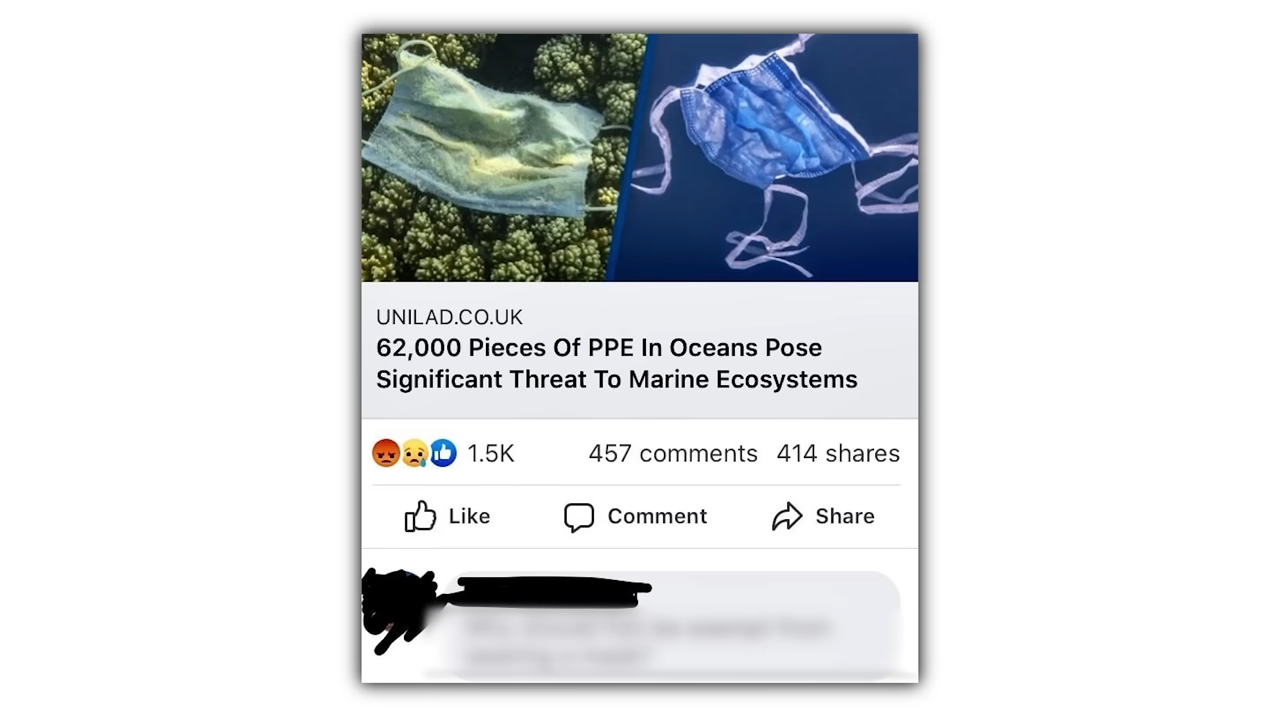 UNILAD.CO.UK
62,000 Pieces Of PPE In Oceans Pose
Significant Threat To Marine Ecosystems
1.5K 457 comments 414 shares
Like Comment Share